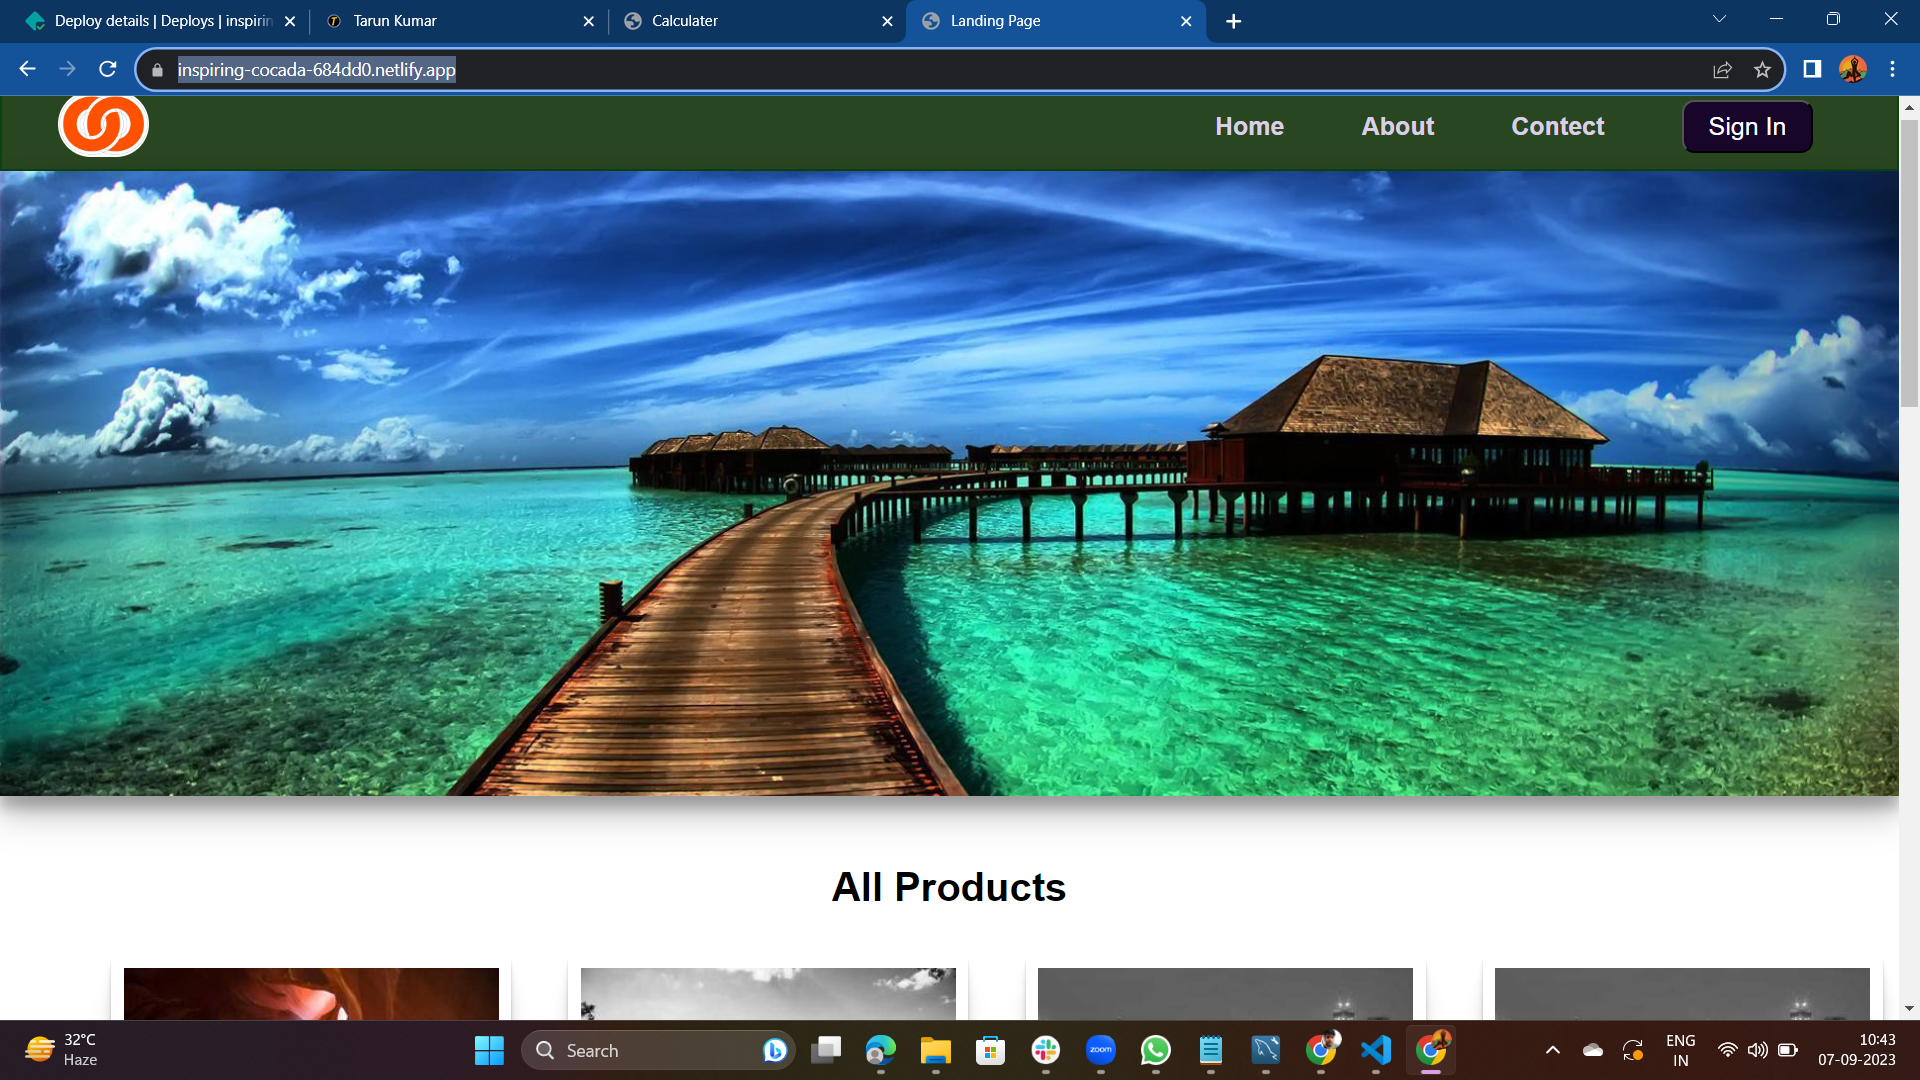 Deploy details | Deploys | inspirin
Tarun Kumar
Calculater
Landing Page
inspiring-cocada-684dd0.netlify.app
Home
About
Contect
Sign In
All Products
32°C
Haze
Search
zoom
ENG
IN
10:43
07-09-2023